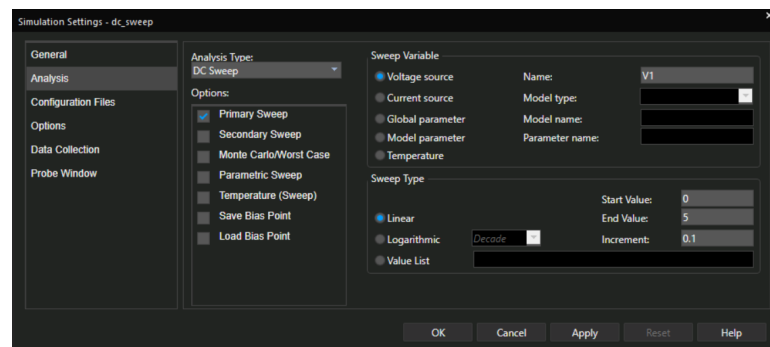 Simulation Settings - dc_sweep
General
Analysis
Configuration Files
Options
Data Collection
Probe Window
Analysis Type:
DC Sweep
Options:
Primary Sweep
Secondary Sweep
Monte Carlo/Worst Case
Parametric Sweep
Temperature (Sweep)
Save Bias Point
Load Bias Point
Sweep Variable
Voltage source
Name:
V1
Current source
Model type:
Global parameter
Model name:
Model parameter
Parameter name:
Temperature
Sweep Type
Start Value:
0
Linear
End Value:
5
Logarithmic
Decade
Increment:
0.1
Value List
OK
Cancel
Apply
Reset
Help